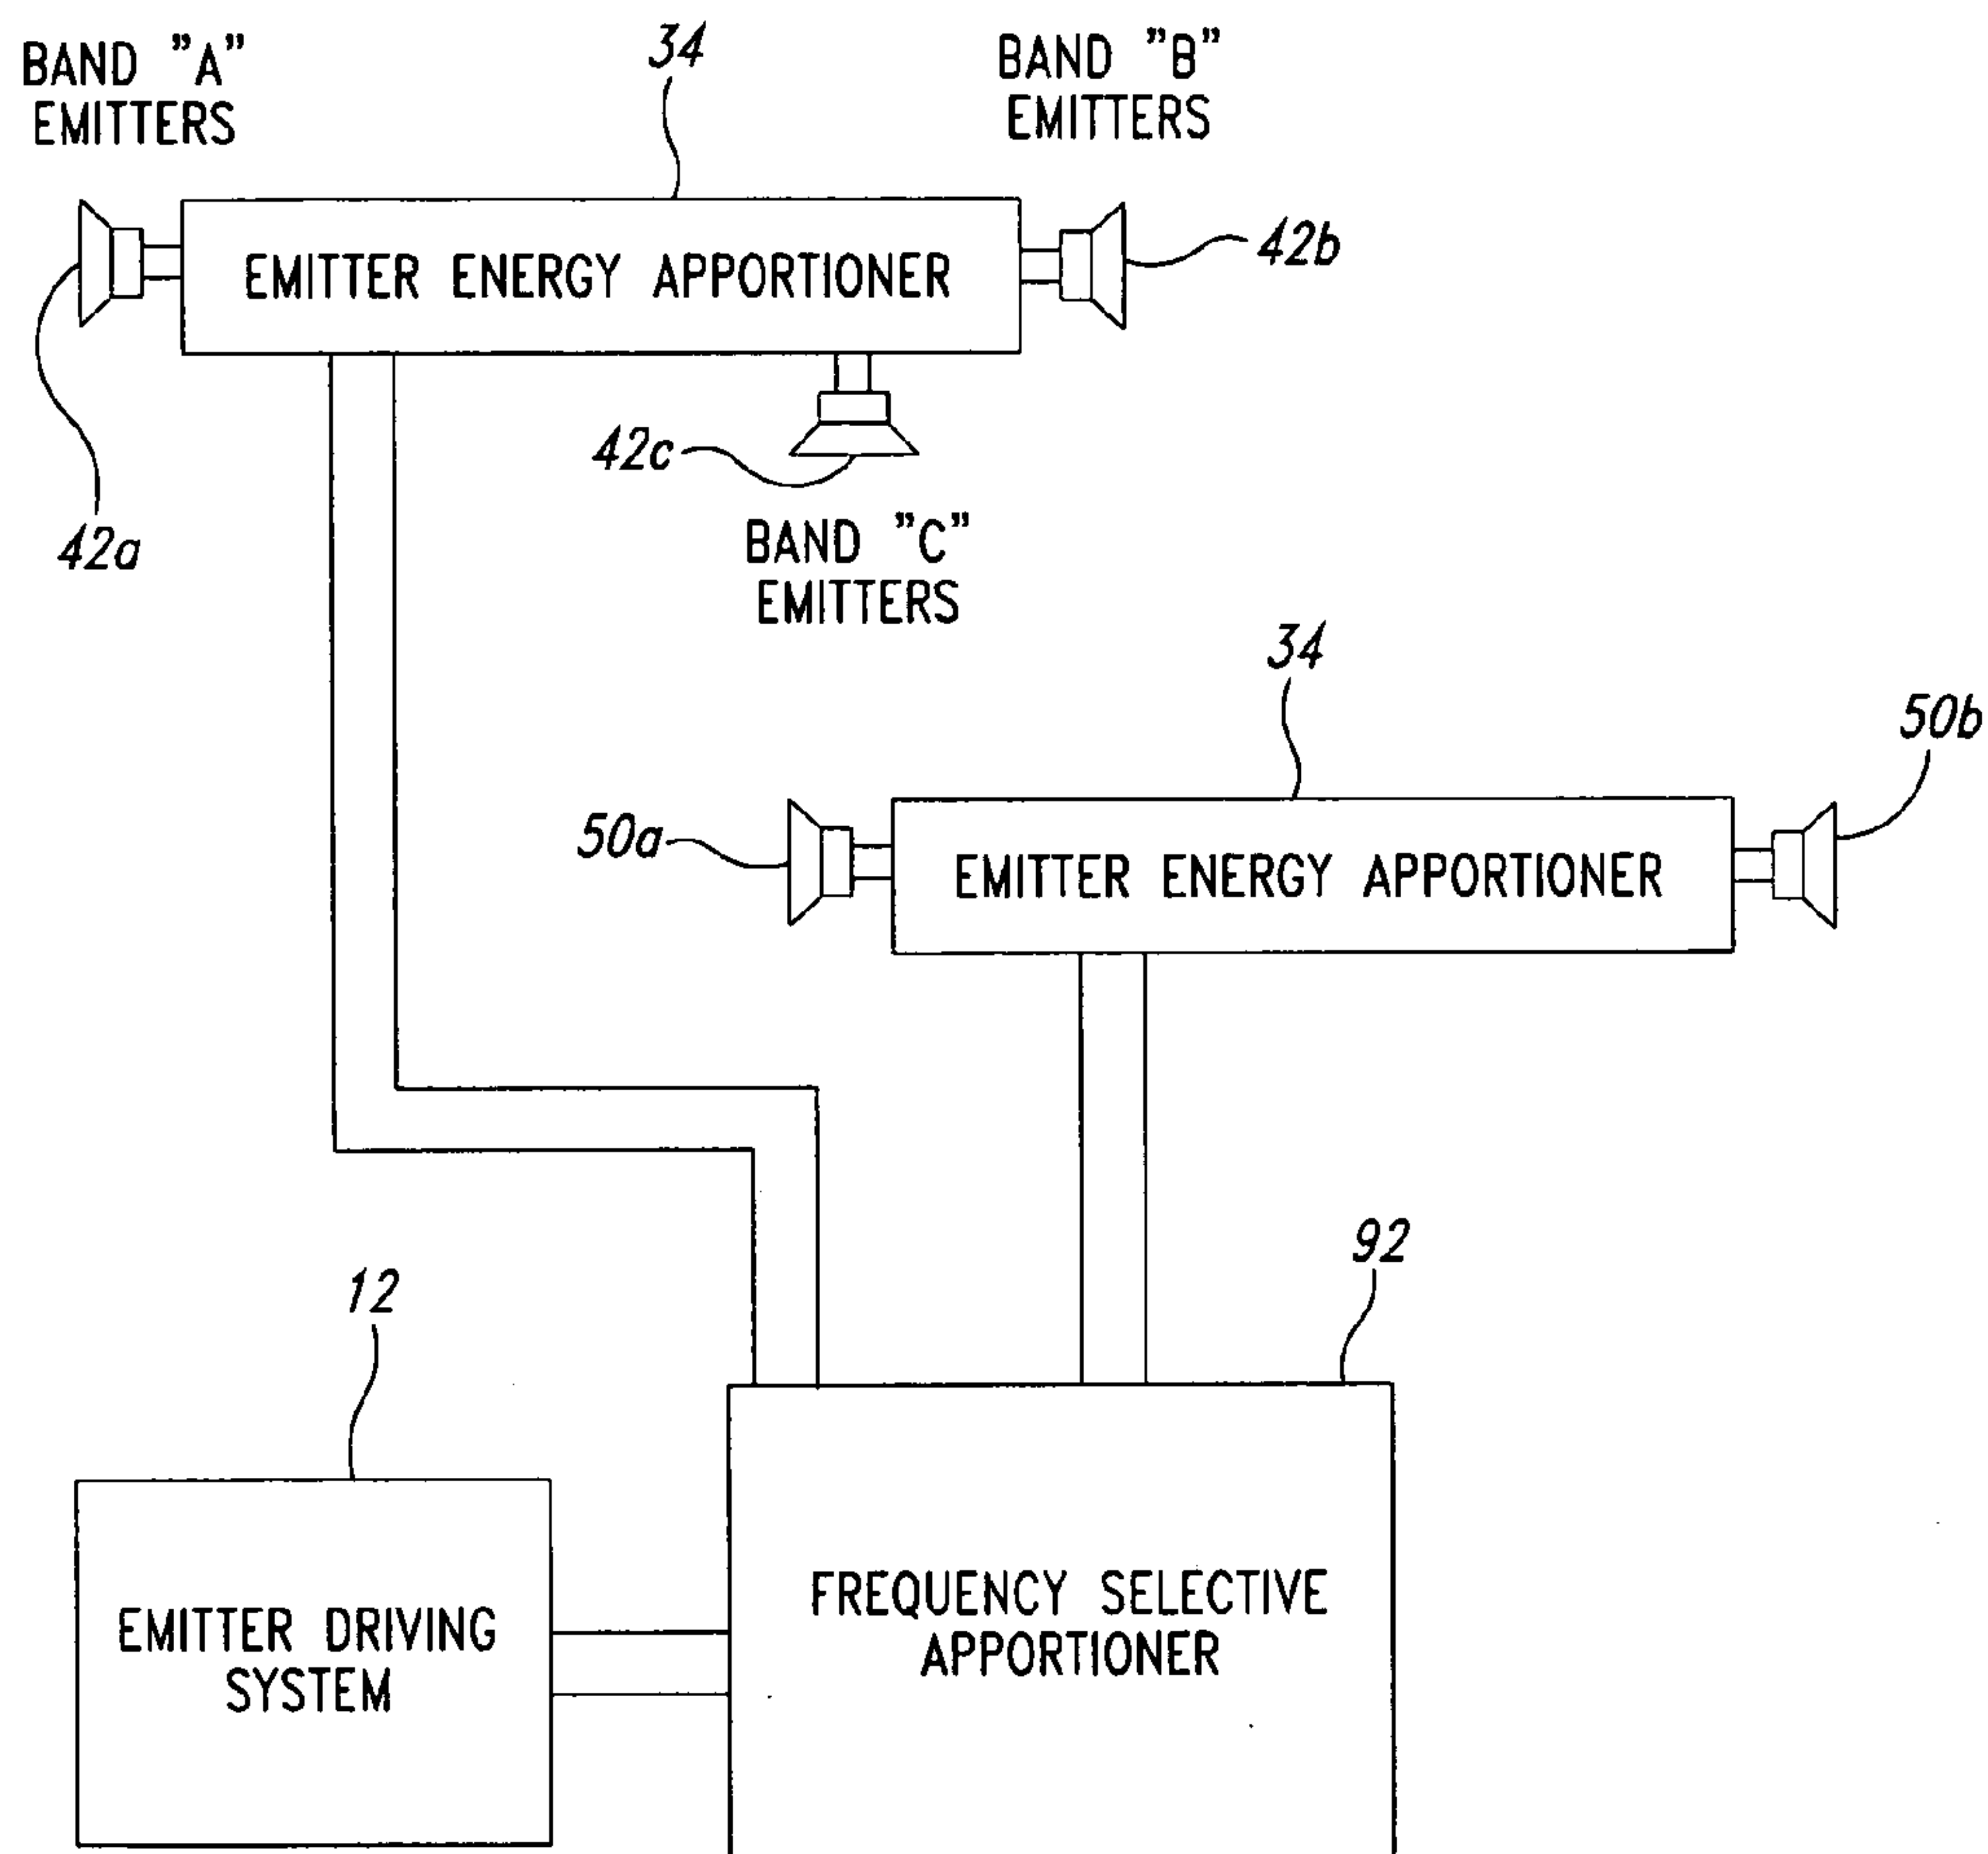 34
BAND "A"
EMITTERS
BAND "B"
EMITTERS
EMITTER ENERGY APPORTIONER
42b
42c
42a
BAND "C"
EMITTERS
34
50b
50a
EMITTER ENERGY APPORTIONER
92
12
FREQUENCY SELECTIVE
APPORTIONER
EMITTER DRIVING
SYSTEM